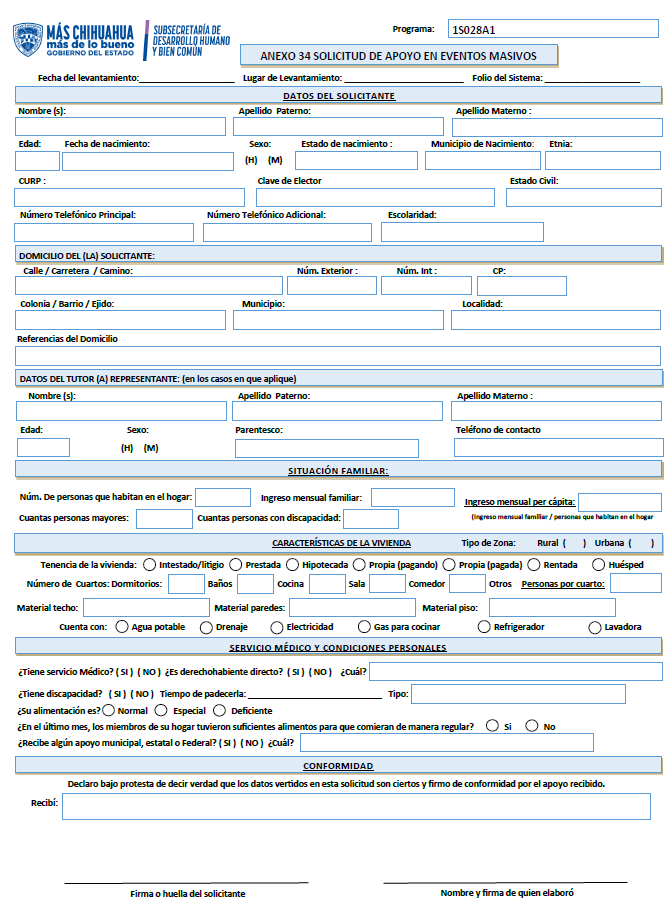 MÁS CHIHUAHUA
más de lo bueno
GOBIERNO DEL ESTADO
SUBSECRETARÍA
DE DESARROLLO HUMANO
Y BIEN COMÚN
Programa: 1S028A1
ANEXO 34 SOLICITUD DE APOYO EN EVENTOS MASIVOS
Fecha del levantamiento: Lugar de Levantamiento: Folio del Sistema:
DATOS DEL SOLICITANTE
Nombre (s): Apellido Paterno: Apellido Materno :
Edad: Fecha de nacimiento: Sexo: Estado de nacimiento : Municipio de Nacimiento: Etnia:
(H) (M)
CURP : Clave de Elector Estado Civil:
Número Telefónico Principal: Número Telefónico Adicional: Escolaridad:
DOMICILIO DEL (LA) SOLICITANTE:
Calle / Carretera / Camino: Núm. Exterior : Núm. Int : CP:
Colonia / Barrio / Ejido: Municipio: Localidad:
Referencias del Domicilio
DATOS DEL TUTOR (A) REPRESENTANTE: (en los casos en que aplique)
Nombre (s): Apellido Paterno: Apellido Materno :
Edad: Sexo: Parentesco: Teléfono de contacto
(H) (M)
SITUACIÓN FAMILIAR:
Núm. De personas que habitan en el hogar: Ingreso mensual familiar: Ingreso mensual per cápita:
Cuantas personas mayores: Cuantas personas con discapacidad: (Ingreso mensual familiar / personas que habitan en el hogar
CARACTERÍSTICAS DE LA VIVIENDA Tipo de Zona: Rural ( ) Urbana ( )
Tenencia de la vivienda: Intestado/litigio Prestada Hipotecada Propia (pagando) Propia (pagada) Rentada Huésped
Número de Cuartos: Dormitorios: Baños Cocina Sala Comedor Otros Personas por cuarto:
Material techo: Material paredes: Material piso:
Cuenta con: Agua potable Drenaje Electricidad Gas para cocinar Refrigerador Lavadora
SERVICIO MÉDICO Y CONDICIONES PERSONALES
¿Tiene servicio Médico? ( SI ) ( NO ) ¿Es derechohabiente directo? ( SI ) ( NO ) ¿Cuál?
¿Tiene discapacidad? ( SI ) ( NO ) Tiempo de padecerla: Tipo:
¿Su alimentación es? Normal Especial Deficiente
¿En el último mes, los miembros de su hogar tuvieron suficientes alimentos para que comieran de manera regular? Si No
¿Recibe algún apoyo municipal, estatal o Federal? ( SI ) ( NO ) ¿Cuál?
CONFORMIDAD
Declaro bajo protesta de decir verdad que los datos vertidos en esta solicitud son ciertos y firmo de conformidad por el apoyo recibido.
Recibí:
Firma o huella del solicitante Nombre y firma de quien elaboró